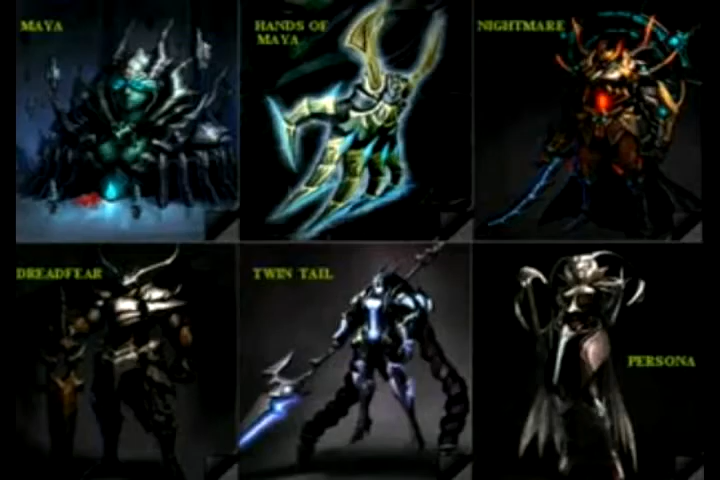 MAYA
HANDS OF
MAYA
NIGHTMARE
DREADFEAR
TWIN TAIL
PERSONA